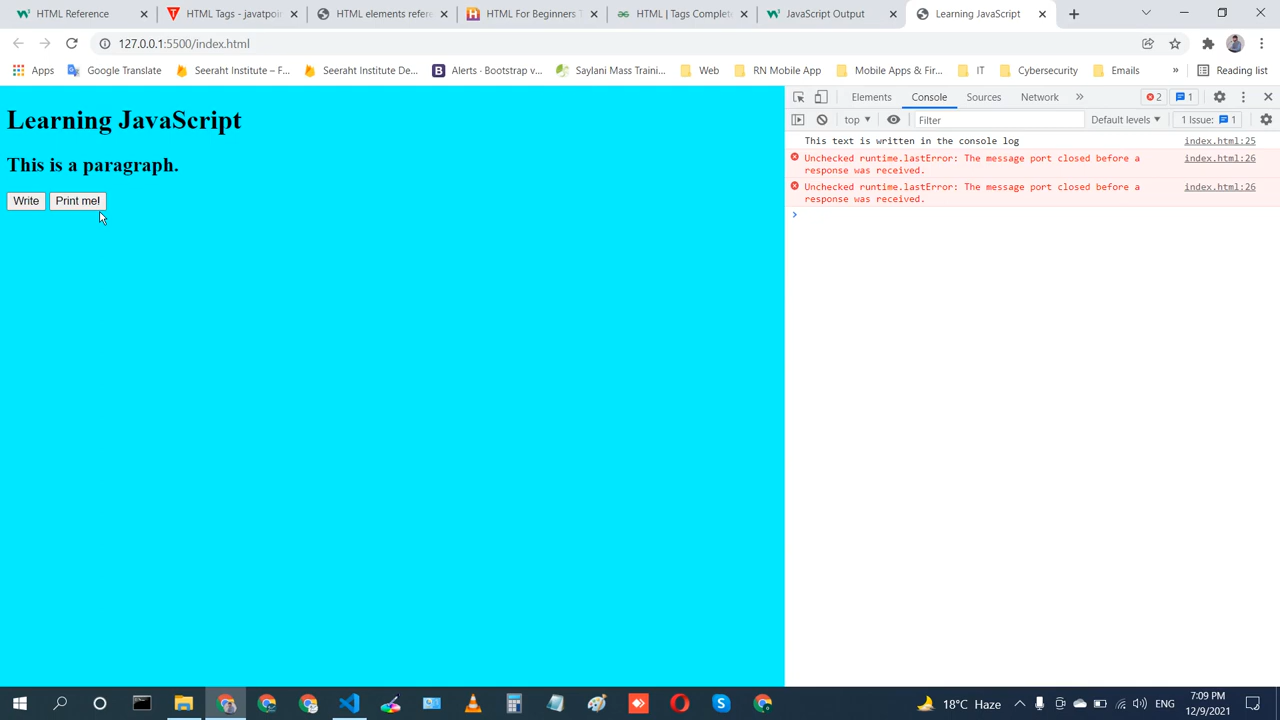 HTML Reference
HTML Tags - javatpoi
HTML elements refere
HTML For Beginners T
HTML | Tags Complete
JavaScript Output
Learning JavaScript
127.0.0.1:5500/index.html
Apps
Google Translate
Seeraht Institute – F...
Seeraht Institute De...
Alerts · Bootstrap v...
Saylani Mass Traini...
Web
RN Mobile App
Mobile Apps & Fir...
IT
Cybersecurity
Emails
»
Reading list
Learning JavaScript
This is a paragraph.
Write
Print me!
Elements
Console
Sources
Network
»
2
1
top
Filter
Default levels
1 Issue:
1
This text is written in the console log
index.html:25
Unchecked runtime.lastError: The message port closed before a
response was received.
index.html:26
Unchecked runtime.lastError: The message port closed before a
response was received.
index.html:26
18°C Haze
7:09 PM
12/9/2021